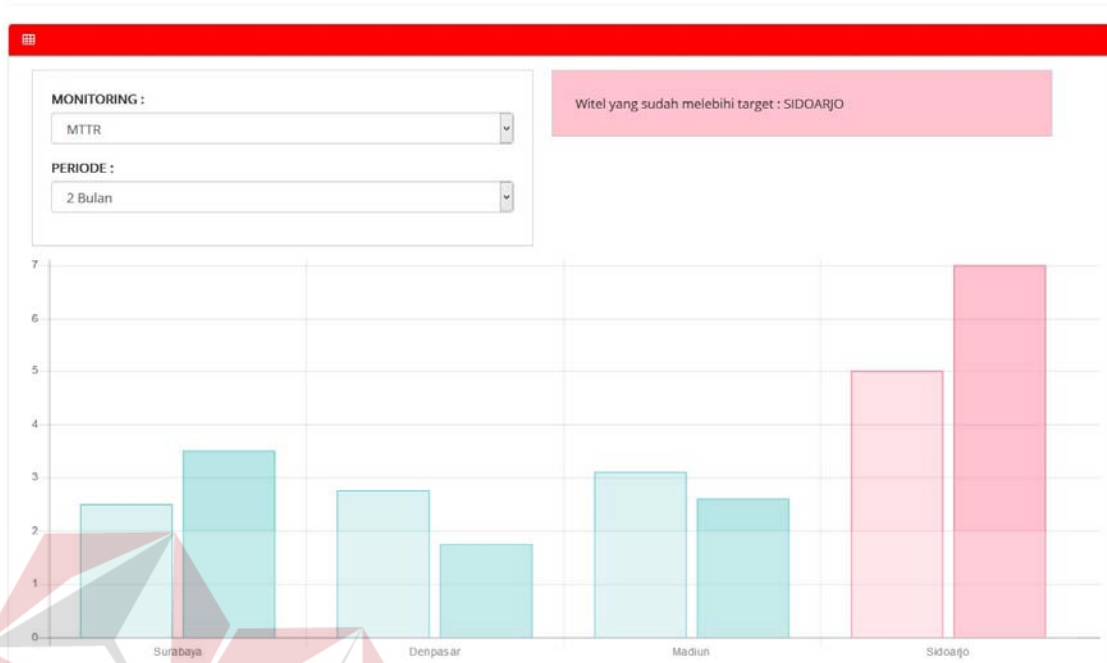 MONITORING :
MTTR
PERIODE :
2 Bulan
Witel yang sudah melebihi target : SIDOARJO
7
6
5
4
3
2
1
0
Surabaya Denpasar Madiun Sidoarjo